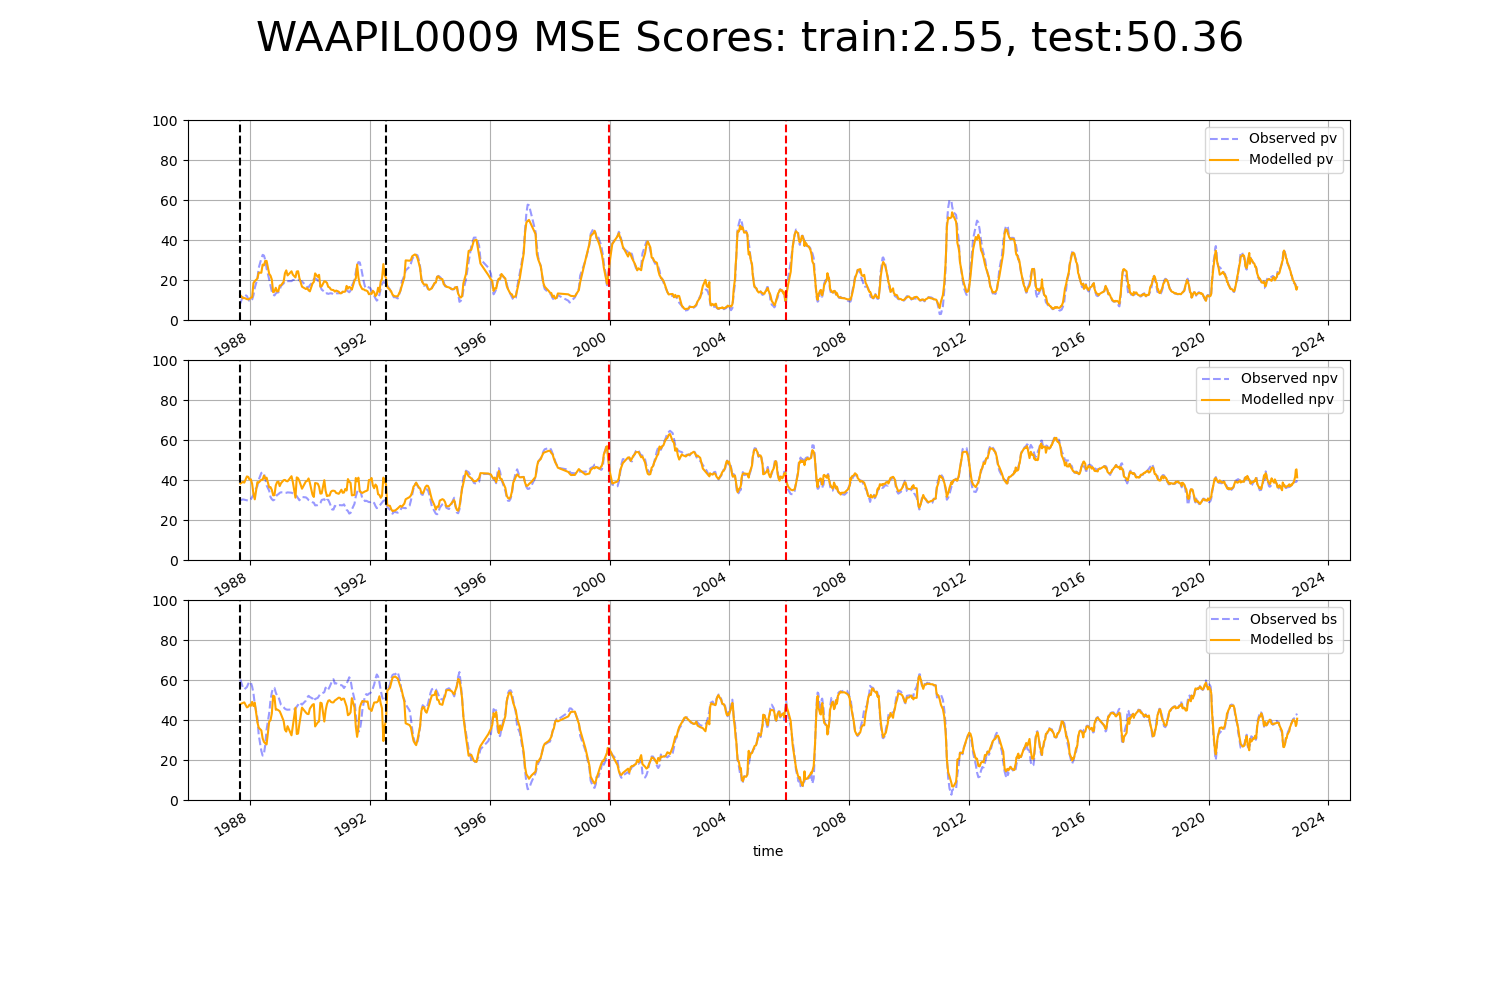 WAAPIL0009 MSE Scores: train:2.55, test:50.36
100
80
60
40
20
0
Observed pv
Modelled pv
1988 1992 1996 2000 2004 2008 2012 2016 2020 2024
100
80
60
40
20
0
Observed npv
Modelled npv
1988 1992 1996 2000 2004 2008 2012 2016 2020 2024
100
80
60
40
20
0
Observed bs
Modelled bs
1988 1992 1996 2000 2004 2008 2012 2016 2020 2024
time